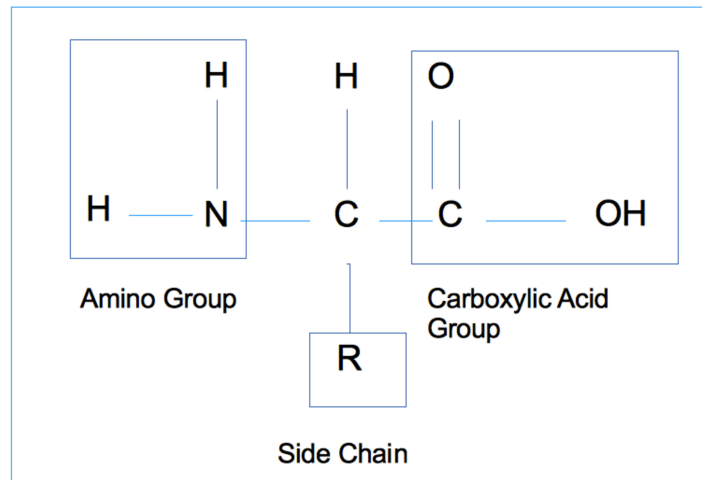 H H O
H N C C OH
Amino Group
Carboxylic Acid
Group
R
Side Chain